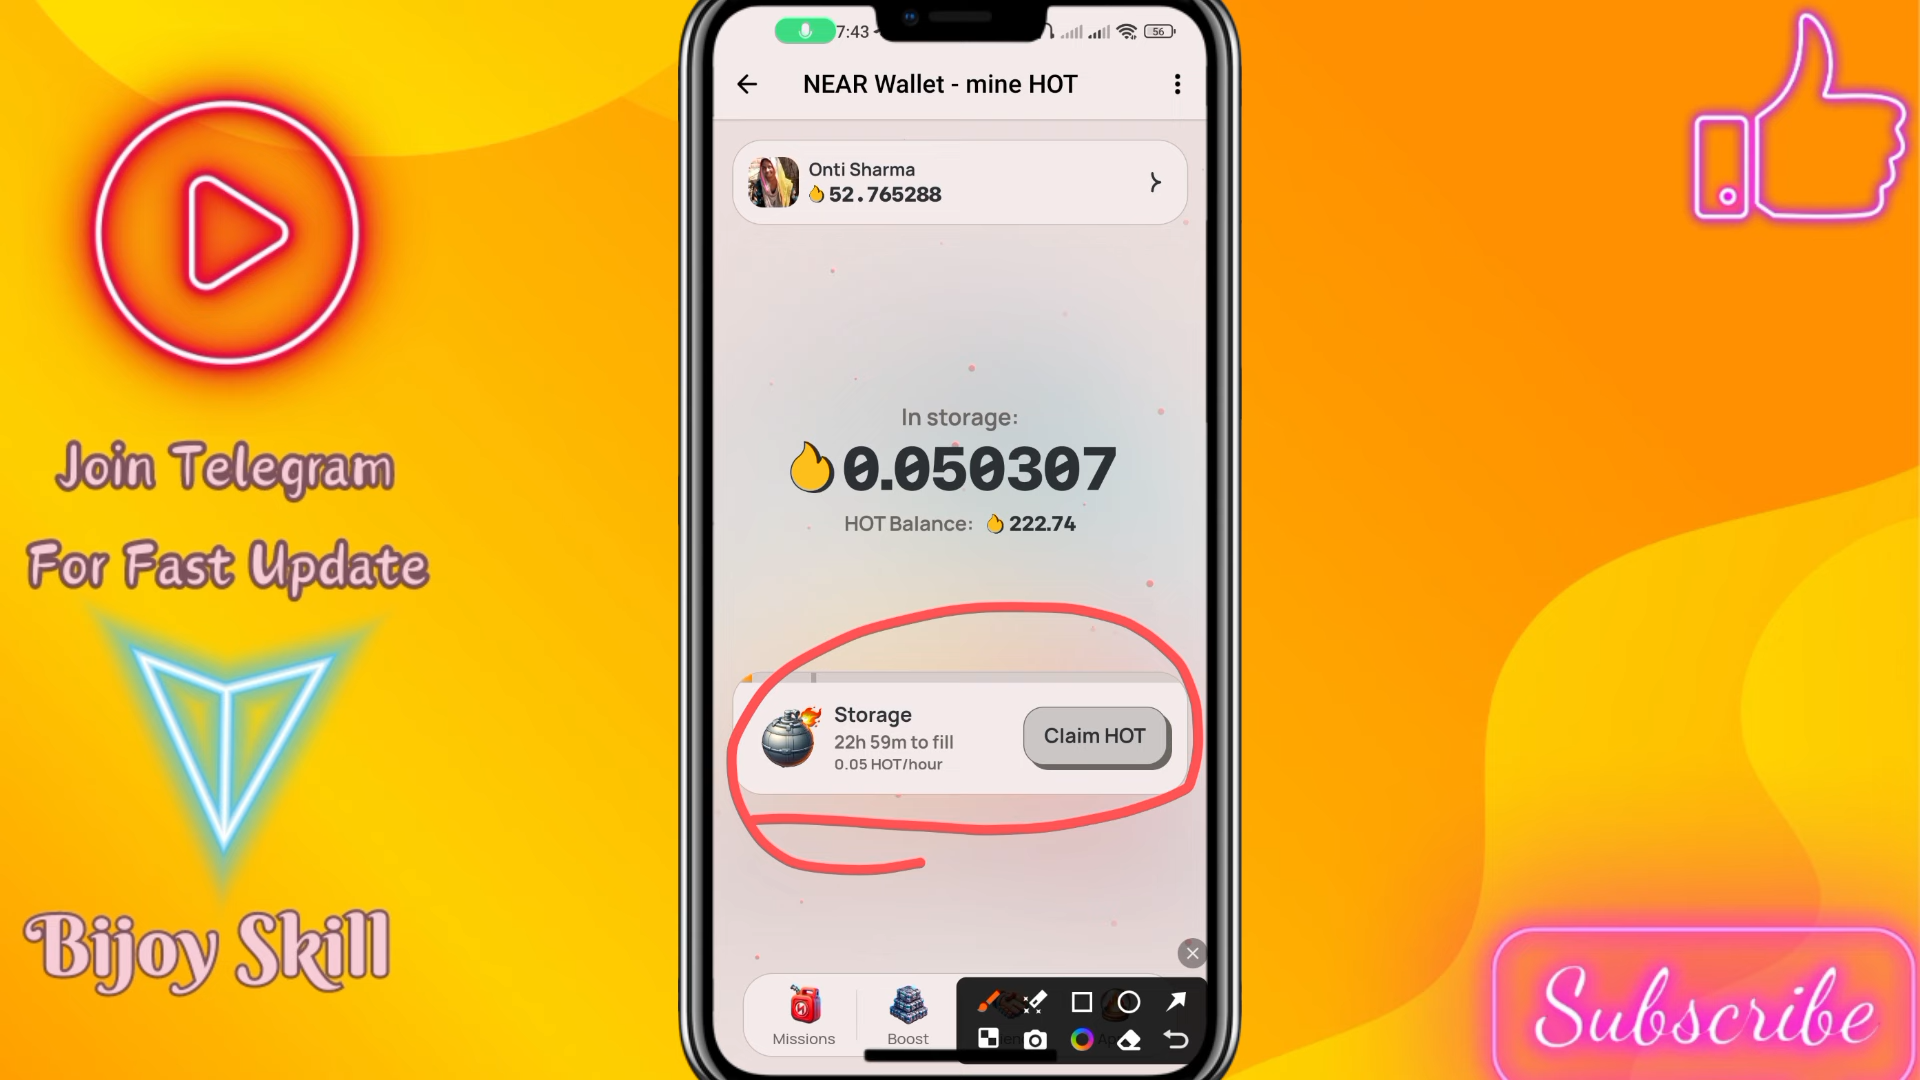 7:43
56
NEAR Wallet - mine HOT
Onti Sharma
52.765288
In storage:
0.050307
HOT Balance: 222.74
Storage
22h 59m to fill
0.05 HOT/hour
Claim HOT
Missions
Boost
Join Telegram
For Fast Update
Bijoy Skill
Subscribe